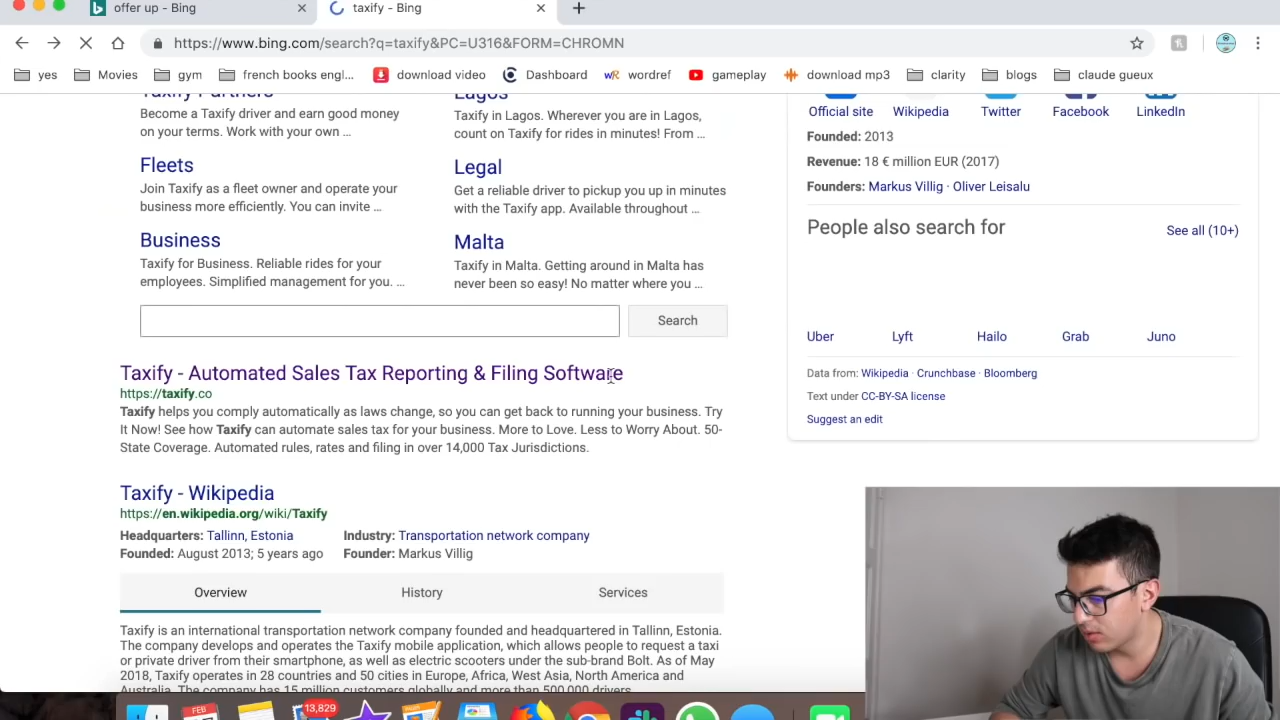 offer up - Bing
taxify - Bing
https://www.bing.com/search?q=taxify&PC=U316&FORM=CHROMN
yes
Movies
gym
french books engl...
download video
Dashboard
wordref
gameplay
download mp3
clarity
blogs
claude gueux
Taxify Partners
Become a Taxify driver and earn good money
on your terms. Work with your own ...
Lagos
Taxify in Lagos. Wherever you are in Lagos,
count on Taxify for rides in minutes! From ...
Fleets
Join Taxify as a fleet owner and operate your
business more efficiently. You can invite ...
Legal
Get a reliable driver to pickup you up in minutes
with the Taxify app. Available throughout ...
Business
Taxify for Business. Reliable rides for your
employees. Simplified management for you. ...
Malta
Taxify in Malta. Getting around in Malta has
never been so easy! No matter where you ...
Search
Taxify - Automated Sales Tax Reporting & Filing Software
https://taxify.co
Taxify helps you comply automatically as laws change, so you can get back to running your business. Try
It Now! See how Taxify can automate sales tax for your business. More to Love. Less to Worry About. 50-
State Coverage. Automated rules, rates and filing in over 14,000 Tax Jurisdictions.
Taxify - Wikipedia
https://en.wikipedia.org/wiki/Taxify
Headquarters: Tallinn, Estonia
Industry: Transportation network company
Founded: August 2013; 5 years ago
Founder: Markus Villig
Overview
History
Services
Taxify is an international transportation network company founded and headquartered in Tallinn, Estonia.
The company develops and operates the Taxify mobile application, which allows people to request a taxi
or private driver from their smartphone, as well as electric scooters under the sub-brand Bolt. As of May
2018, Taxify operates in 28 countries and 50 cities in Europe, Africa, West Asia, North America and
Australia. The company has 15 million customers globally and more than 500,000 drivers
Official site
Wikipedia
Twitter
Facebook
LinkedIn
Founded: 2013
Revenue: 18 € million EUR (2017)
Founders: Markus Villig · Oliver Leisalu
People also search for
See all (10+)
Uber
Lyft
Hailo
Grab
Juno
Data from: Wikipedia · Crunchbase · Bloomberg
Text under CC-BY-SA license
Suggest an edit
FEB
13,829